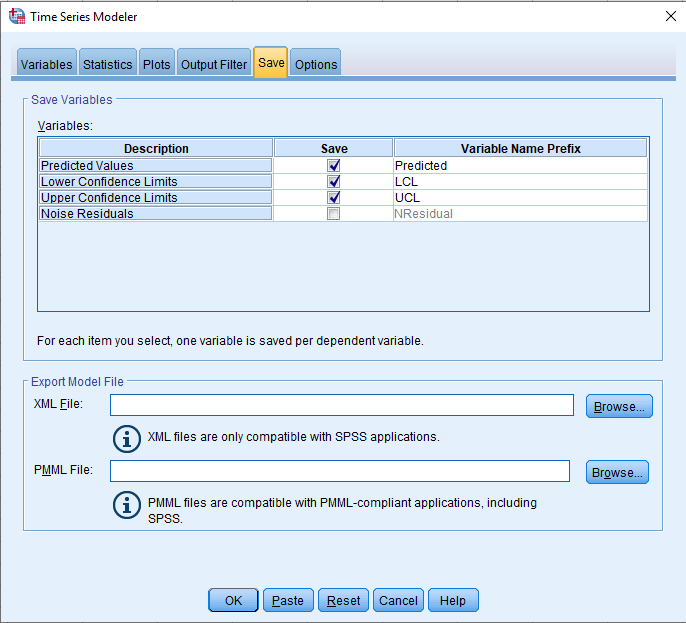 Time Series Modeler
Variables Statistics Plots Output Filter Save Options
Save Variables
Variables:
Description Save Variable Name Prefix
Predicted Values Predicted
Lower Confidence Limits LCL
Upper Confidence Limits UCL
Noise Residuals NResidual
For each item you select, one variable is saved per dependent variable.
Export Model File
XML File: Browse...
XML files are only compatible with SPSS applications.
PMML File: Browse...
PMML files are compatible with PMML-compliant applications, including
SPSS.
OK Paste Reset Cancel Help